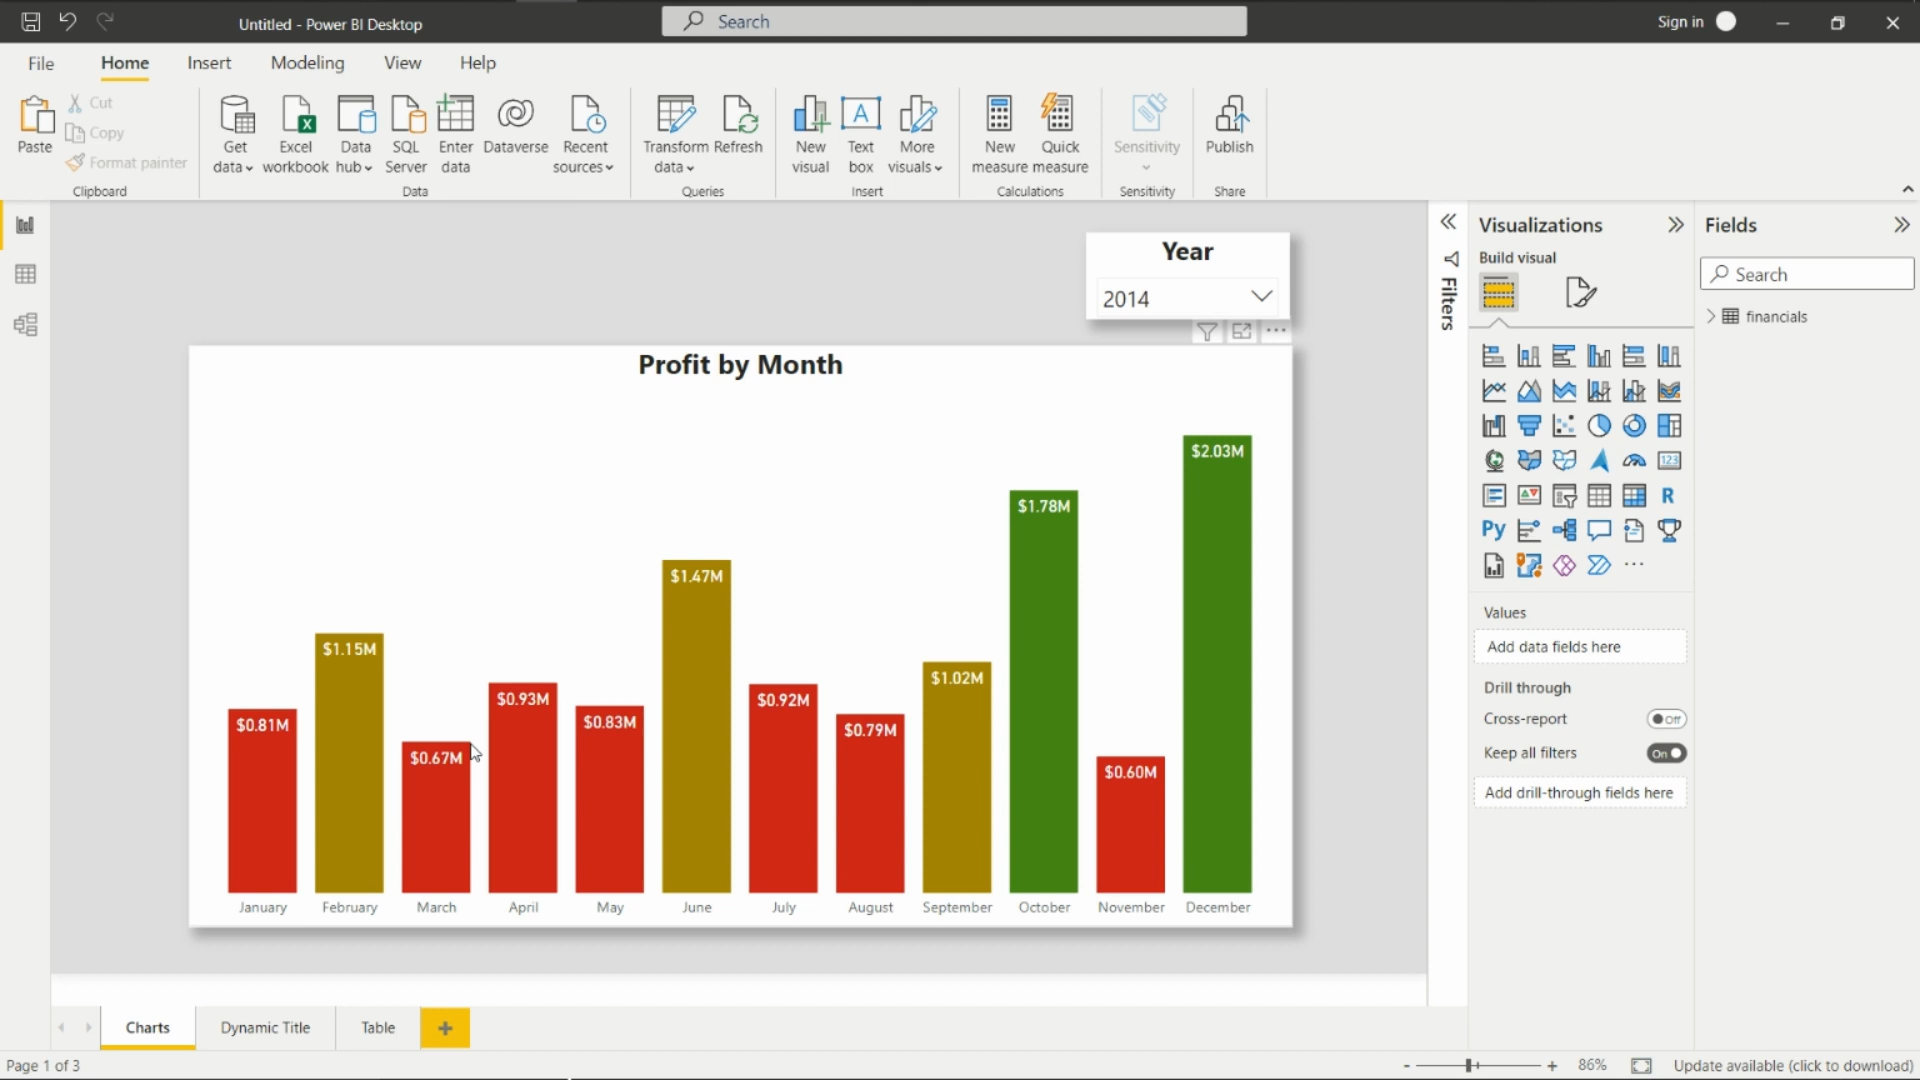 Untitled - Power BI Desktop
Search
Sign in
File
Home
Insert
Modeling
View
Help
Paste
Cut
Copy
Format painter
Clipboard
Get data
Excel workbook
Data hub
SQL Server
Enter data
Dataverse
Recent sources
Data
Transform data
Refresh
Queries
New visual
Text box
More visuals
Insert
New measure
Quick measure
Calculations
Sensitivity
Sensitivity
Publish
Share
Year
2014
Profit by Month
$0.81M
$1.15M
$0.67M
$0.93M
$0.83M
$1.47M
$0.92M
$0.79M
$1.02M
$1.78M
$0.60M
$2.03M
January
February
March
April
May
June
July
August
September
October
November
December
Filters
Visualizations
Build visual
123
R
Py
Values
Add data fields here
Drill through
Cross-report
Off
Keep all filters
On
Add drill-through fields here
Fields
Search
financials
Charts
Dynamic Title
Table
Page 1 of 3
86%
Update available (click to download)